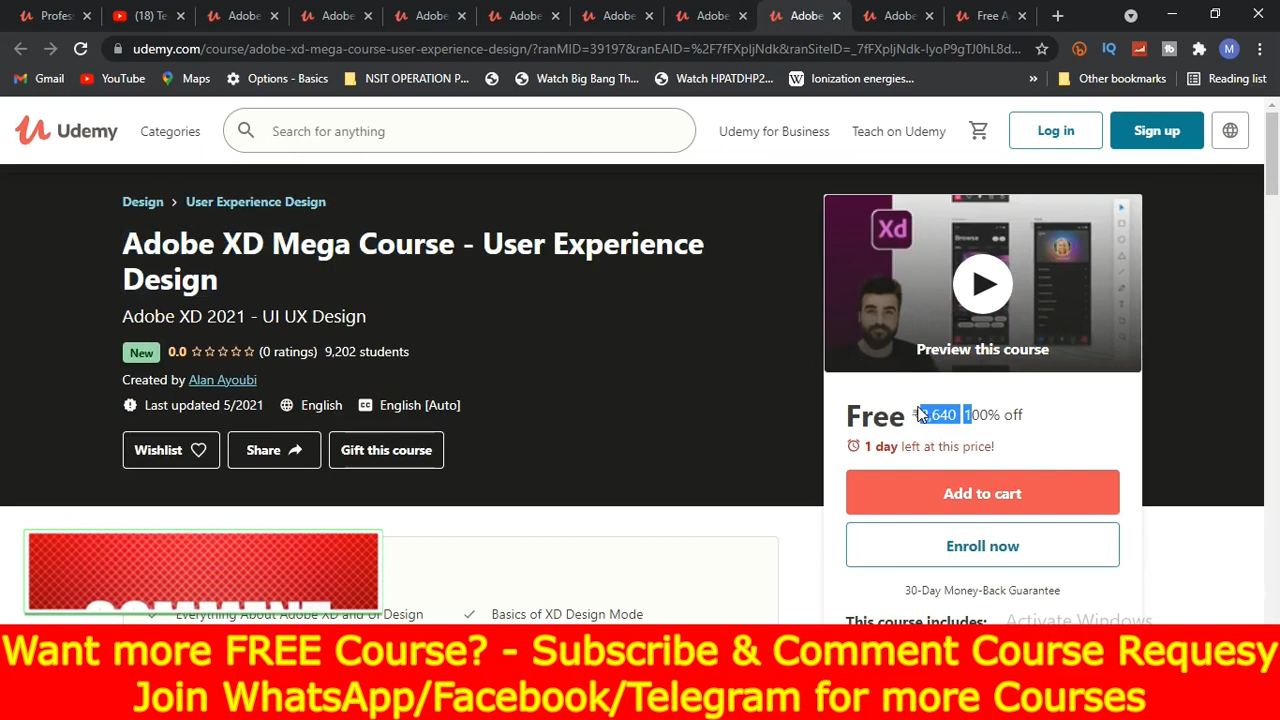 Profes
(18) Te
Adobe
Adobe
Adobe
Adobe
Adobe
Adobe
Adobe
Adobe
Free A
udemy.com/course/adobe-xd-mega-course-user-experience-design/?ranMID=39197&ranEAID=%2F7fFXpljNdk&ranSiteID=_7fFXpljNdk-IyoP9gTJ0hL8d...
M
Gmail
YouTube
Maps
Options - Basics
NSIT OPERATION P...
Watch Big Bang Th...
Watch HPATDHP2...
Ionization energies...
»
Other bookmarks
Reading list
Udemy
Categories
Search for anything
Udemy for Business
Teach on Udemy
Log in
Sign up
Design > User Experience Design
Adobe XD Mega Course - User Experience
Design
Adobe XD 2021 - UI UX Design
New 0.0 (0 ratings) 9,202 students
Created by Alan Ayoubi
Last updated 5/2021 English English [Auto]
Wishlist
Share
Gift this course
Xd
Browse
Preview this course
Free ,640 100% off
1 day left at this price!
Add to cart
Enroll now
30-Day Money-Back Guarantee
This course includes:
Activate Windows
Everything About Adobe XD and UI Design
Basics of XD Design Mode
Want more FREE Course? - Subscribe & Comment Course Requesy
Join WhatsApp/Facebook/Telegram for more Courses